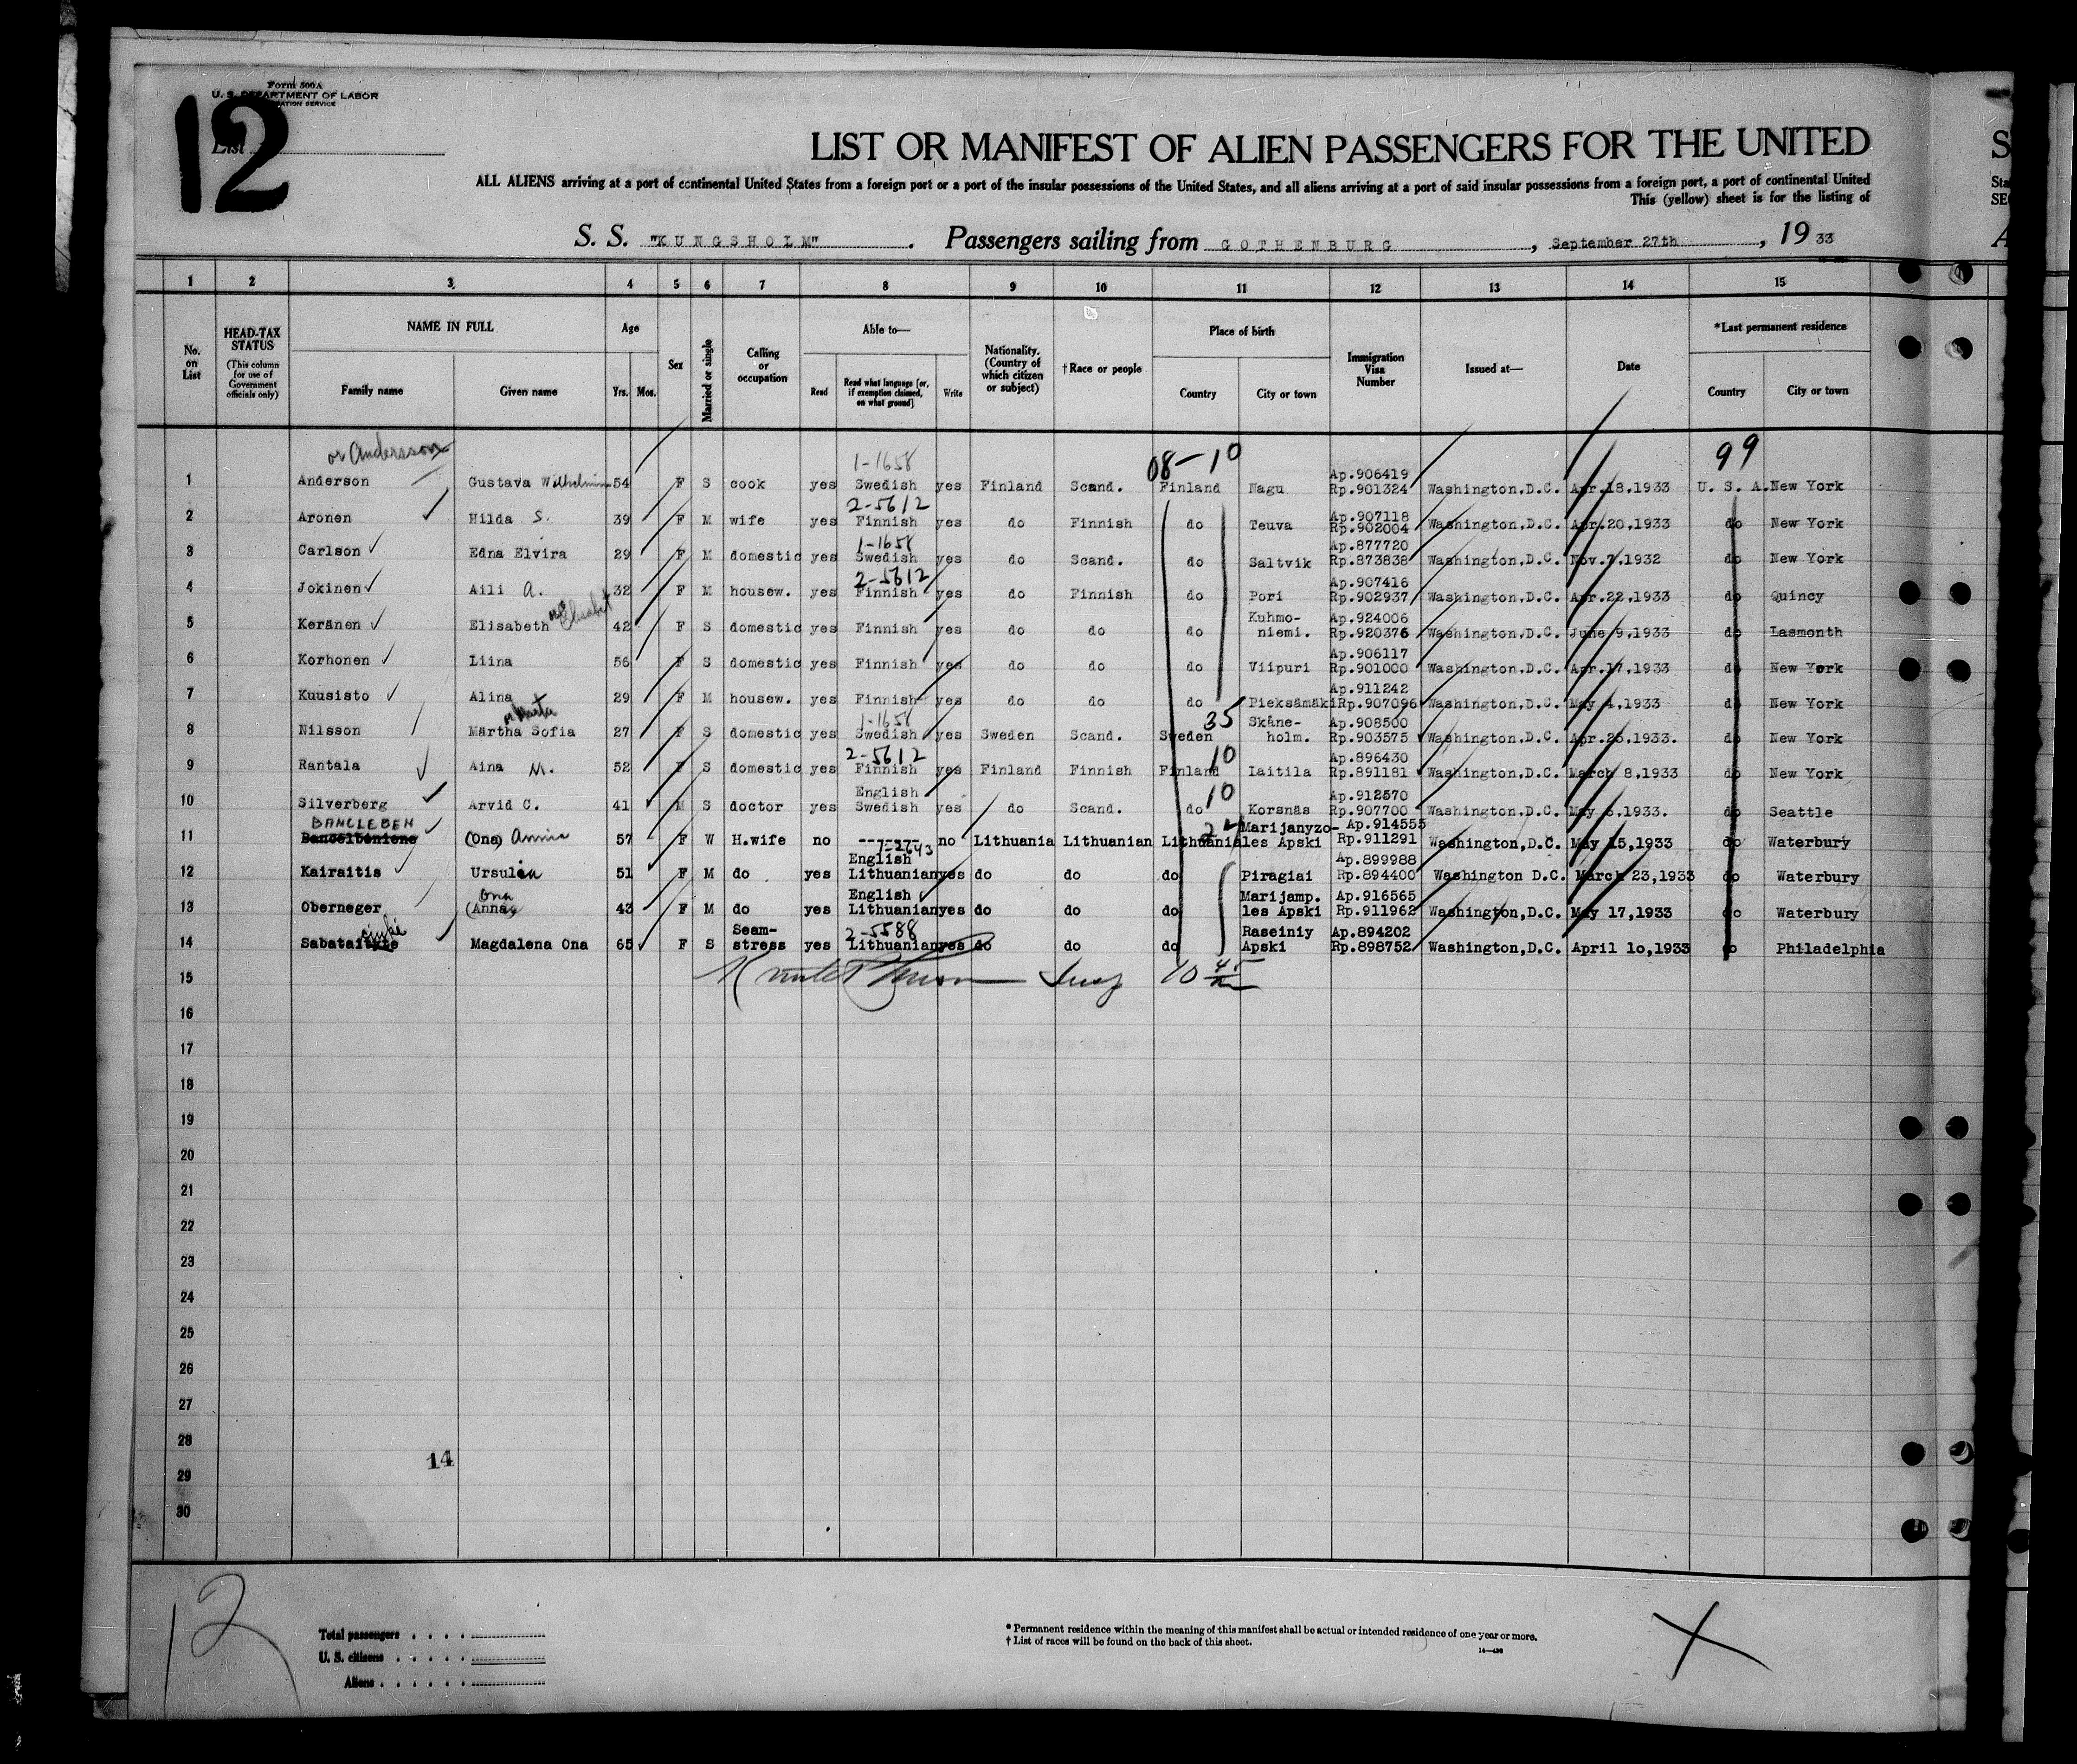 Form 500A
U. S. DEPARTMENT OF LABOR
12
List
LIST OR MANIFEST OF ALIEN PASSENGERS FOR THE UNITED
ALL ALIENS arriving at a port of continental United States from a foreign port or a port of the insular possessions of the United States, and all aliens arriving at a port of said insular possessions from a foreign port, a port of continental United
This (yellow) sheet is for the listing of
S. S. "KUNGSHOLM" . Passengers sailing from GOTHENBURG , September 27th , 19 33
1 2 3 4 5 6 7 8 9 10 11 12 13 14 15
No. on List
HEAD-TAX STATUS (This column for use of Government officials only)
NAME IN FULL Family name Given name
Age Yrs. Mos.
Sex
Married or single
Calling or occupation
Able to— Read Read what language [or, if exemption claimed, on what ground] Write
Nationality. (Country of which citizen or subject)
†Race or people
Place of birth Country City or town
Immigration Visa Number
Issued at—
Date
*Last permanent residence Country City or town
or Andersson 1-1658 08-10 Ap.906419 99
1 Anderson Gustava Wilhelmina 54 F S cook yes Swedish yes Finland Scand. Finland Nagu Rp.901324 Washington,D.C. Apr.18,1933 U. S. A. New York
2-5612 Ap.907118
2 Aronen Hilda S. 39 F M wife yes Finnish yes do Finnish do Teuva Rp.902004 Washington,D.C. Apr.20,1933 do New York
1-1658 Ap.877720
3 Carlson Edna Elvira 29 F M domestic yes Swedish yes do Scand. do Saltvik Rp.873838 Washington,D.C. Nov.7,1932 do New York
2-5612 Ap.907416
4 Jokinen Aili A. 32 F M housew. yes Finnish yes do Finnish do Pori Rp.902937 Washington,D.C. Apr.22,1933 do Quincy
Kuhmo- Ap.924006
5 Keränen Elisabeth 42 F S domestic yes Finnish yes do do do niemi. Rp.920376 Washington,D.C. June 9,1933 do Lasmonth
Ap.906117
6 Korhonen Liina 56 F S domestic yes Finnish yes do do do Viipuri Rp.901000 Washington,D.C. Apr.17,1933 do New York
Ap.911242
7 Kuusisto Alina 29 F M housew. yes Finnish yes do do do Pieksämäki Rp.907096 Washington,D.C. May 4,1933 do New York
or Marta 1-1658 35 Skåne- Ap.908500
8 Nilsson Märtha Sofia 27 F S domestic yes Swedish yes Sweden Scand. Sweden holm. Rp.903575 Washington,D.C. Apr.25,1933. do New York
2-5612 10 Ap.896430
9 Rantala Aina M. 52 F S domestic yes Finnish yes Finland Finnish Finland Laitila Rp.891181 Washington,D.C. March 8,1933 do New York
English 10 Ap.912570
10 Silverberg Arvid C. 41 M S doctor yes Swedish yes do Scand. do Korsnäs Rp.907700 Washington,D.C. May 5,1933. do Seattle
BANCLEBEN Marijanyzo- Ap.914555
11 (Ona) Annie 57 F W H.wife no ------ no Lithuania Lithuanian Lithuania les Apski Rp.911291 Washington,D.C. May 15,1933 do Waterbury
English Ap.899988
12 Kairaitis Ursula 51 F M do yes Lithuanian yes do do do Piragiai Rp.894400 Washington D.C. March 23,1933 do Waterbury
Ona English Marijamp. Ap.916565
13 Oberneger (Anna) 43 F M do yes Lithuanian yes do do do les Apski Rp.911962 Washington,D.C. May 17,1933 do Waterbury
Seam- 2-5588 Raseiniy Ap.894202
14 Sabataityte Magdalena Ona 65 F S stress yes Lithuanian yes do do do Apski Rp.898752 Washington,D.C. April 10,1933 do Philadelphia
15 Insp 10 45
16
17
18
19
20
21
22
23
24
25
26
27
28
14
29
30
12
Total passengers
U. S. citizens
Aliens
* Permanent residence within the meaning of this manifest shall be actual or intended residence of one year or more.
† List of races will be found on the back of this sheet.